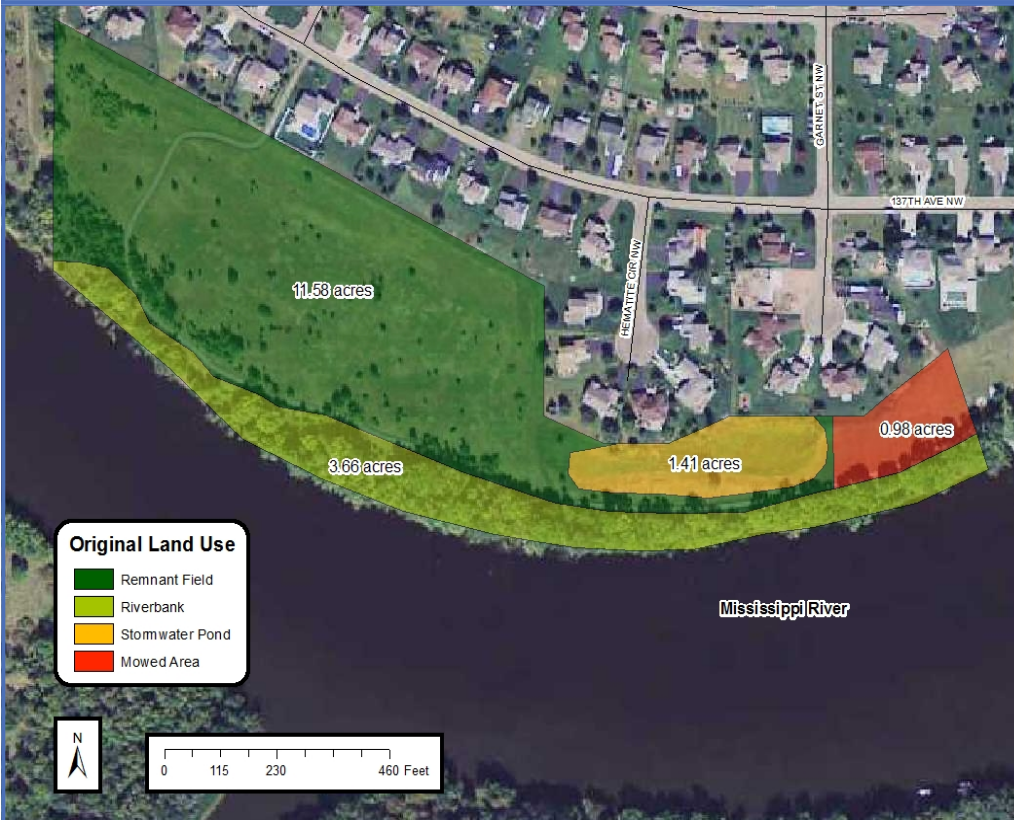 GARNET ST NW
137TH AVE NW
HEMATITE CIR NW
11.58 acres
0.98 acres
1.41 acres
3.66 acres
Original Land Use
Remnant Field
Riverbank
Stormwater Pond
Mowed Area
Mississippi River
N
0 115 230 460 Feet